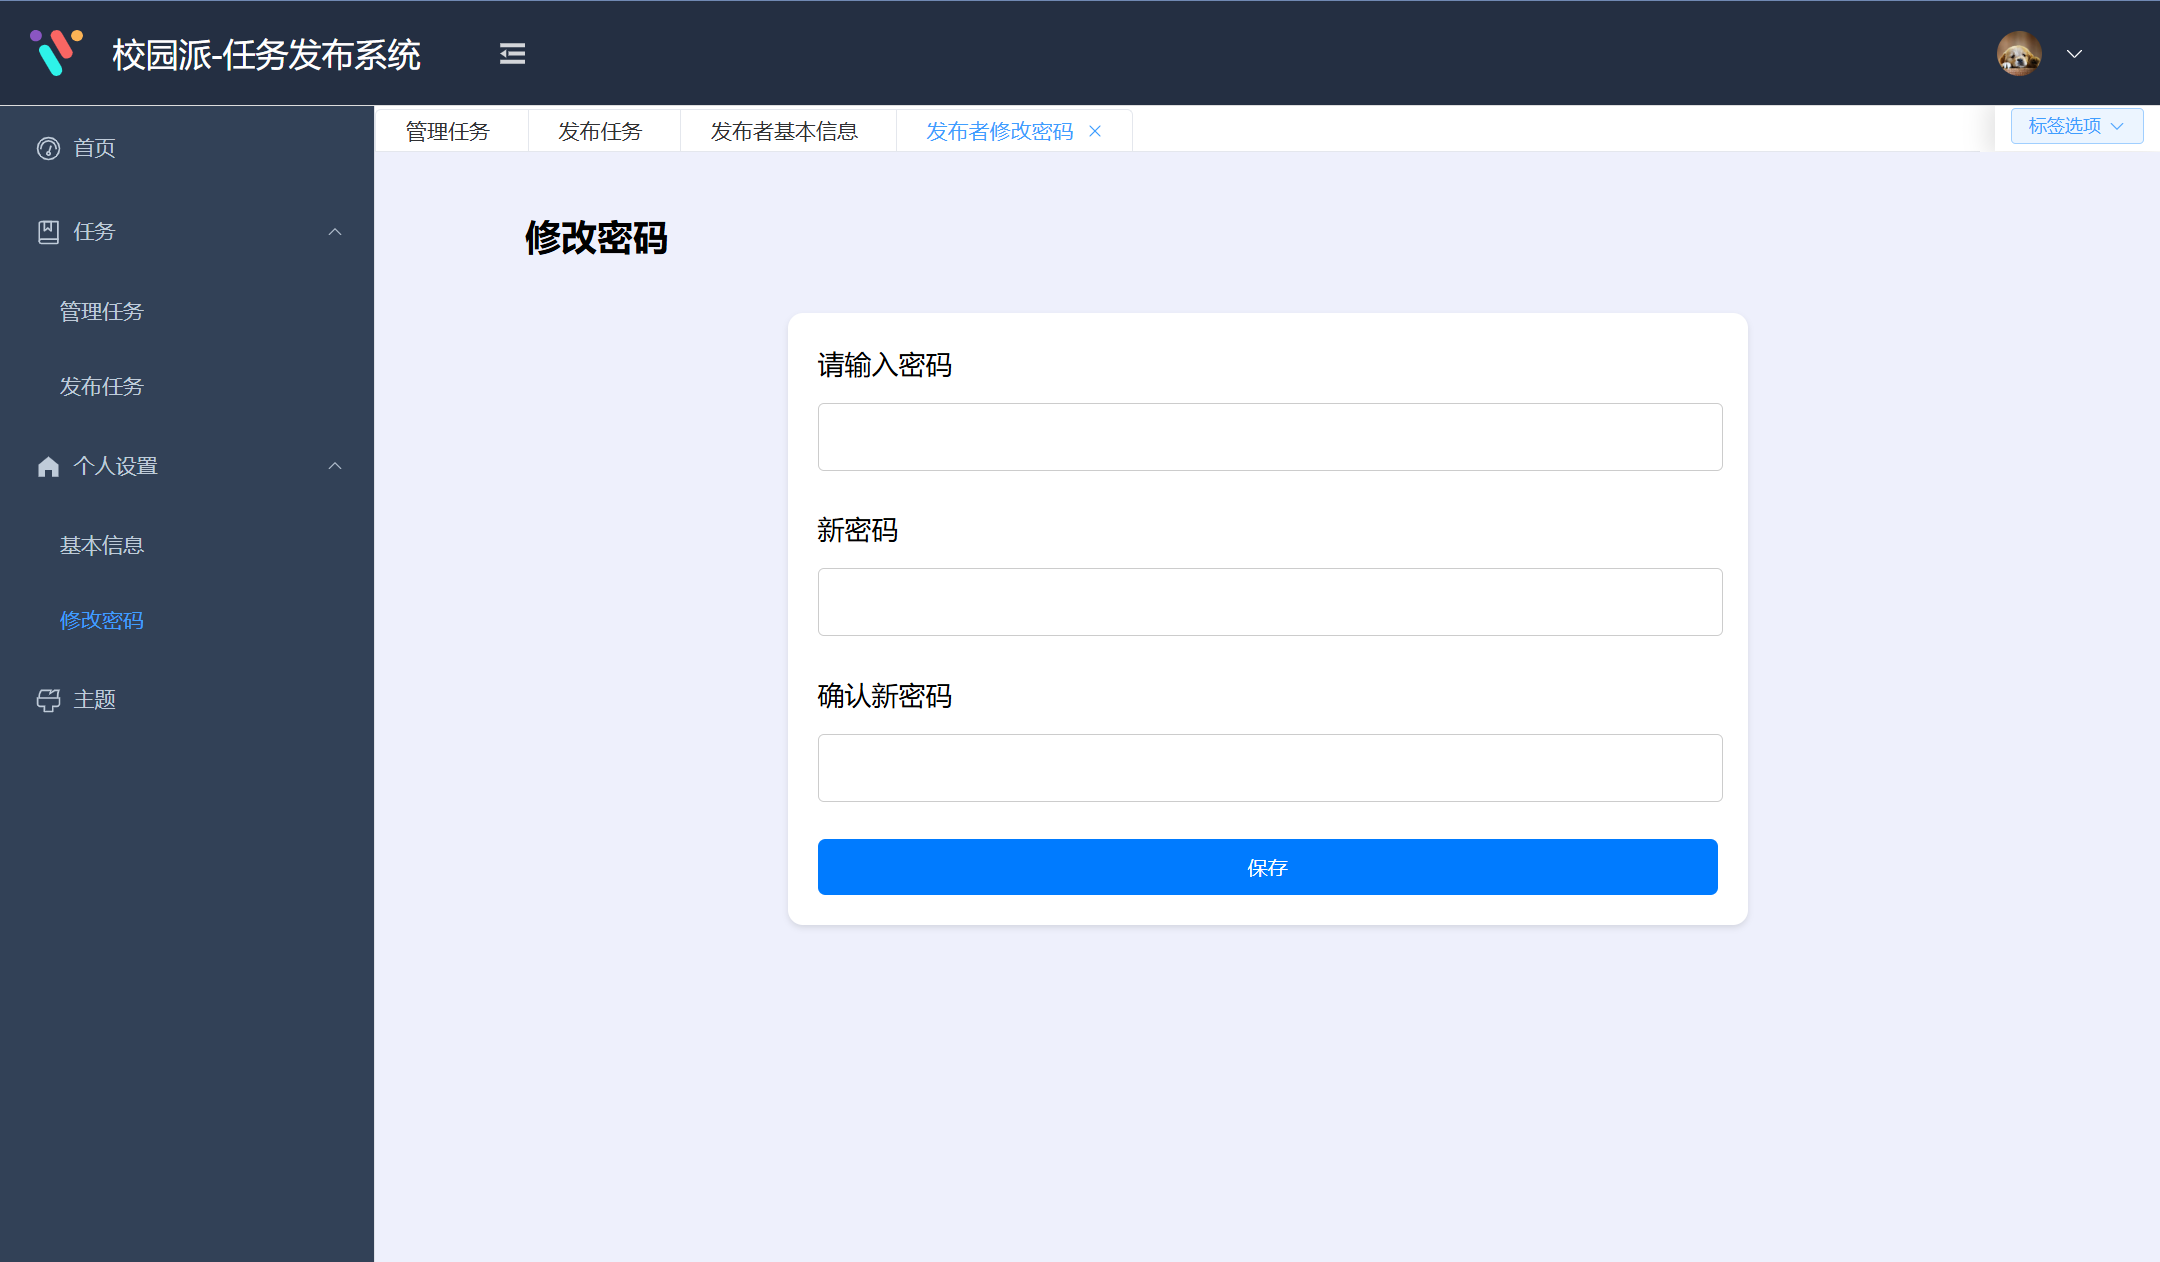 校园派-任务发布系统
管理任务
发布任务
发布者基本信息
发布者修改密码
标签选项
首页
任务
管理任务
发布任务
个人设置
基本信息
修改密码
主题
修改密码
请输入密码
新密码
确认新密码
保存